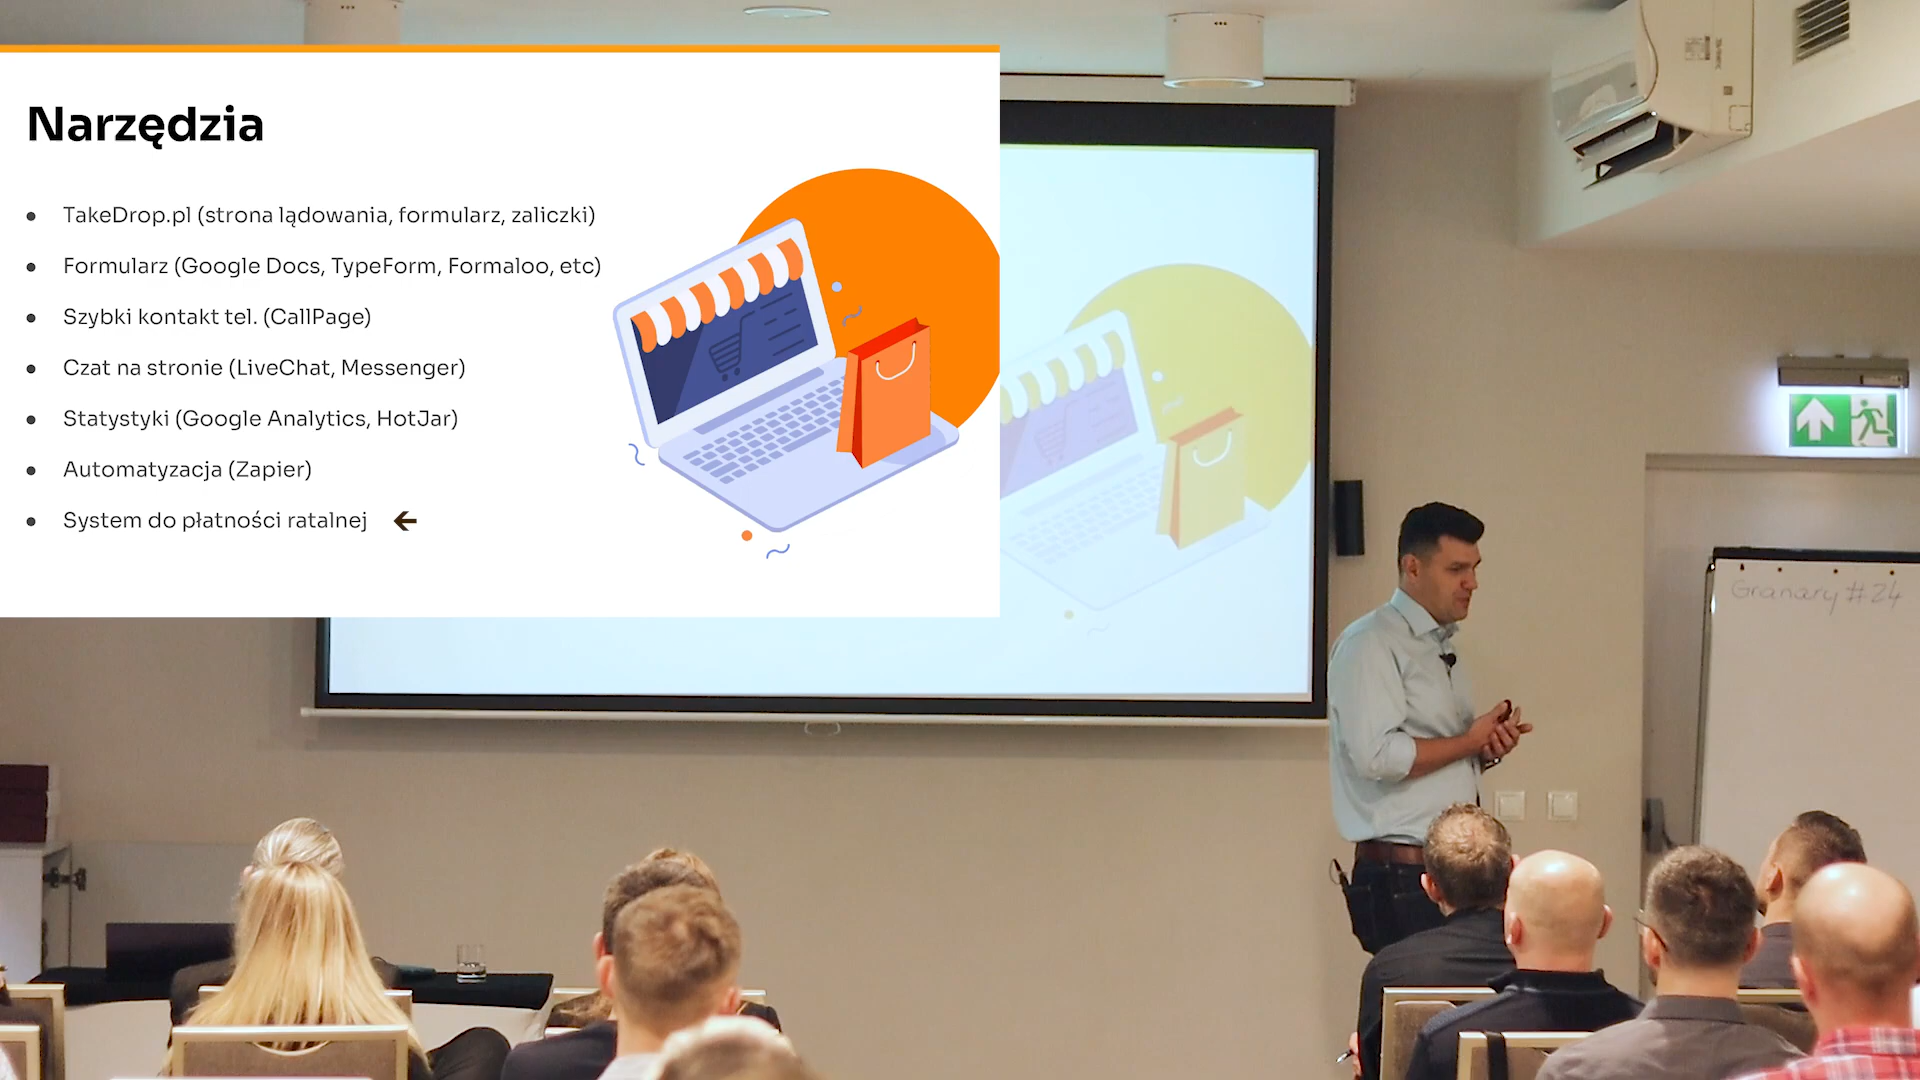 Narzędzia
• TakeDrop.pl (strona lądowania, formularz, zaliczki)
• Formularz (Google Docs, TypeForm, Formaloo, etc)
• Szybki kontakt tel. (CallPage)
• Czat na stronie (LiveChat, Messenger)
• Statystyki (Google Analytics, HotJar)
• Automatyzacja (Zapier)
• System do płatności ratalnej ←
Granary #24